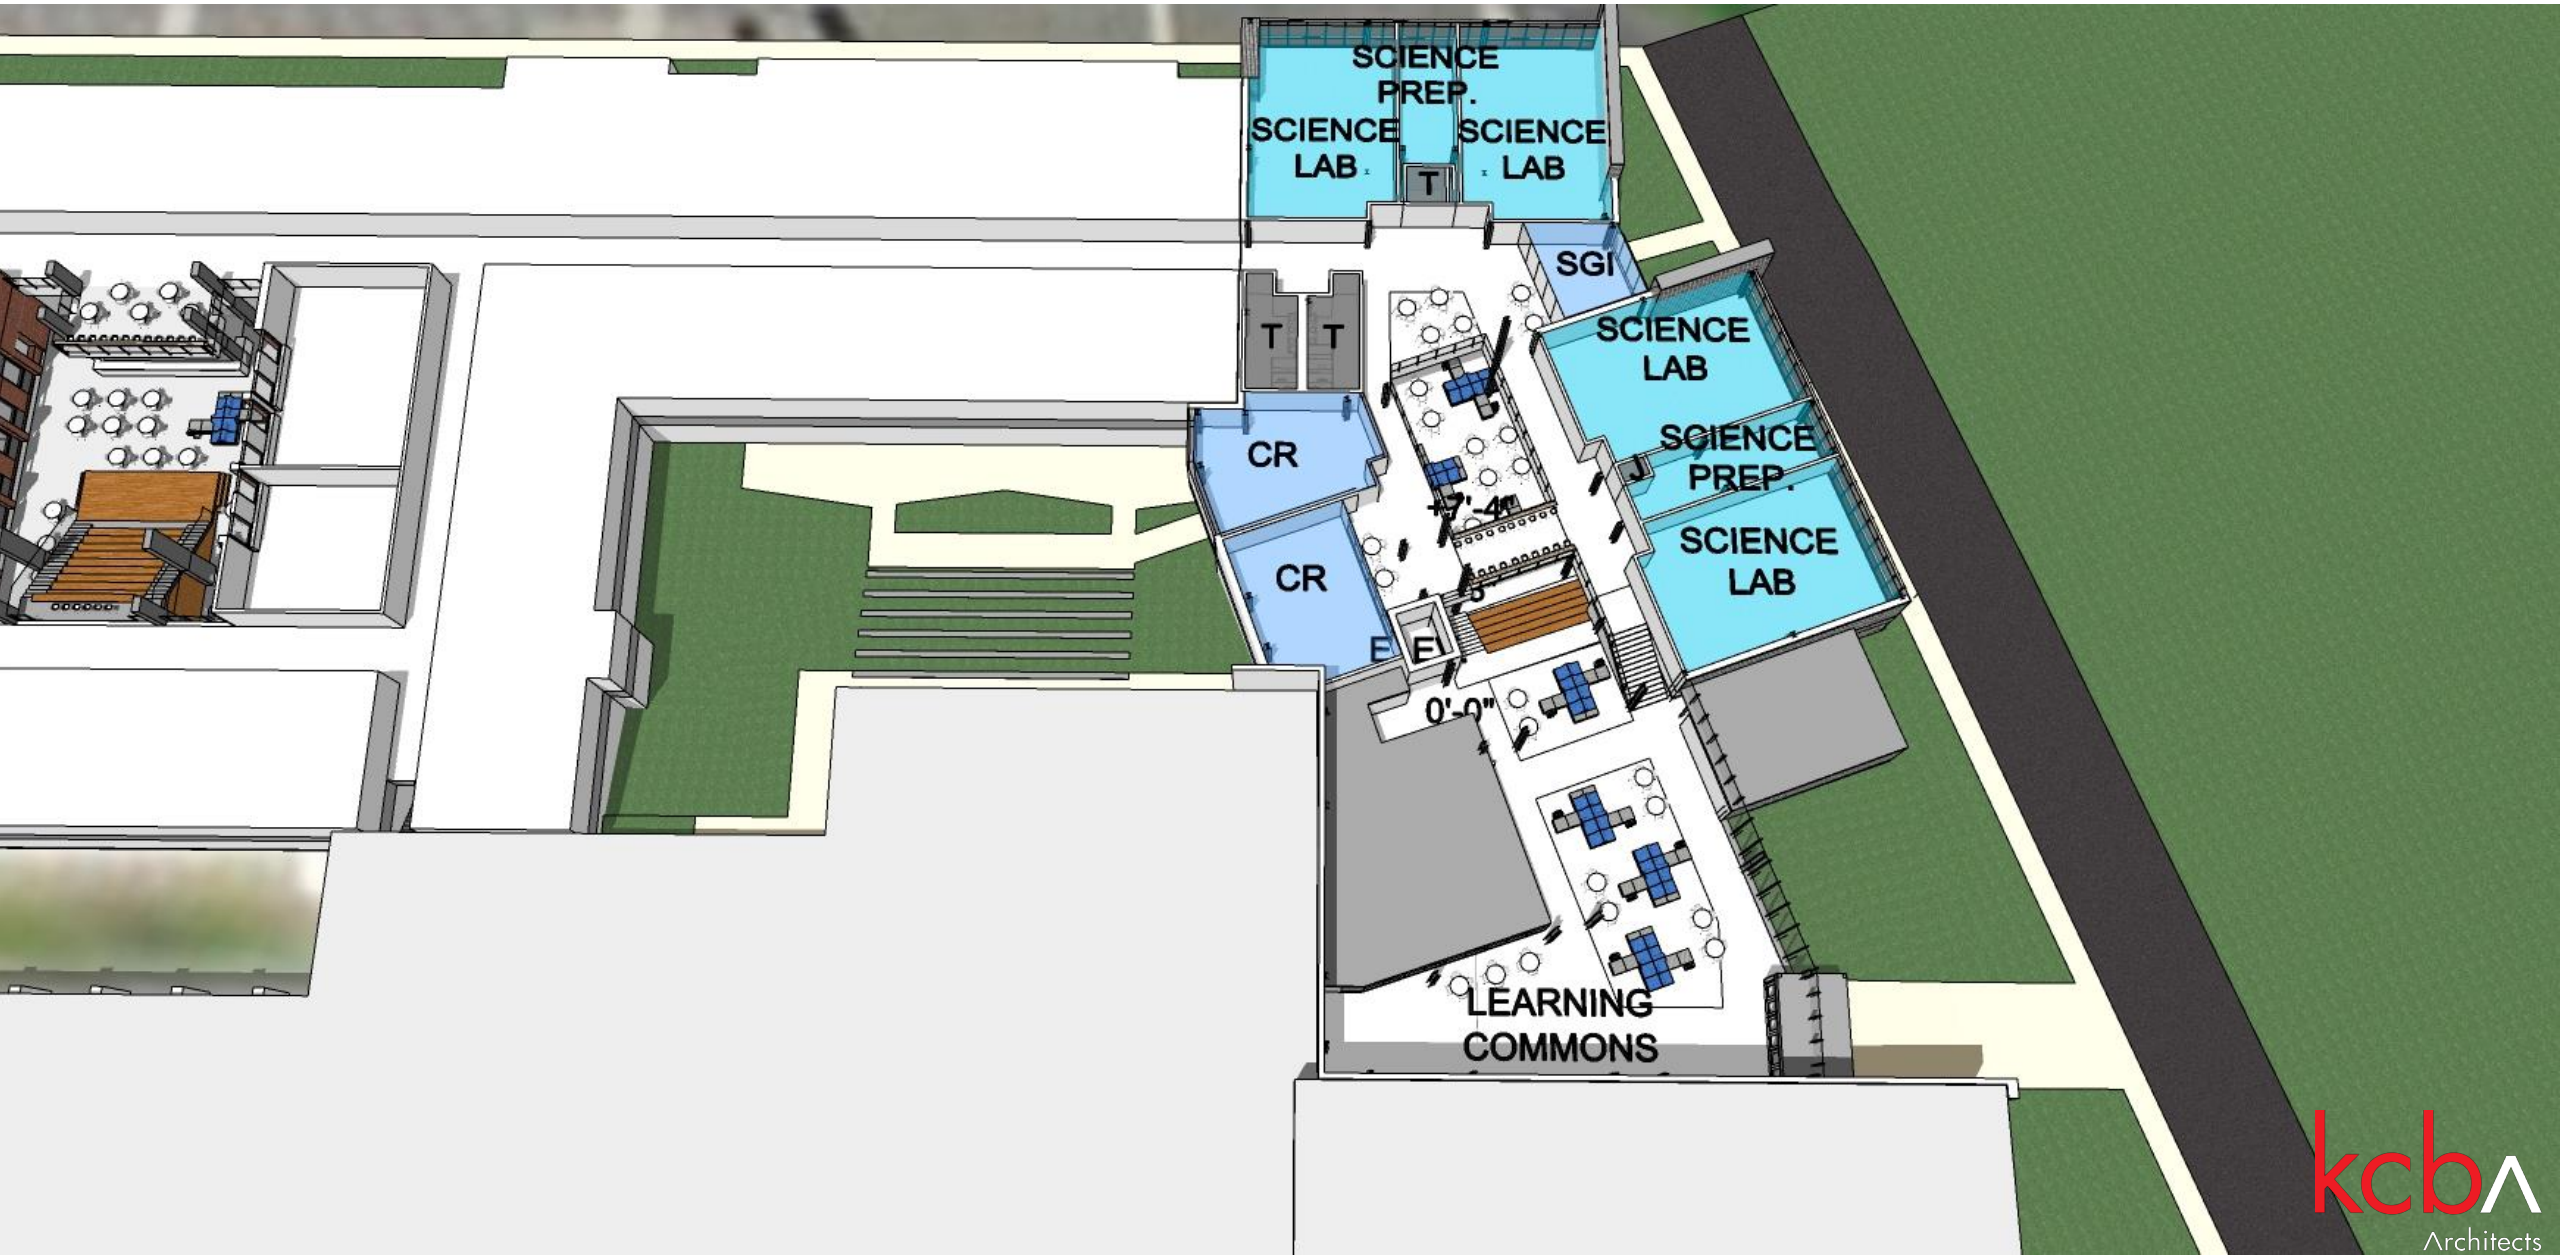 SCIENCE
PREP.
SCIENCE
LAB
SCIENCE
LAB
T
SGI
T
T
SCIENCE
LAB
CR
SCIENCE
PREP.
J
+7'-4"
SCIENCE
LAB
CR
5
E
E
0'-0"
LEARNING
COMMONS
kcba
Architects